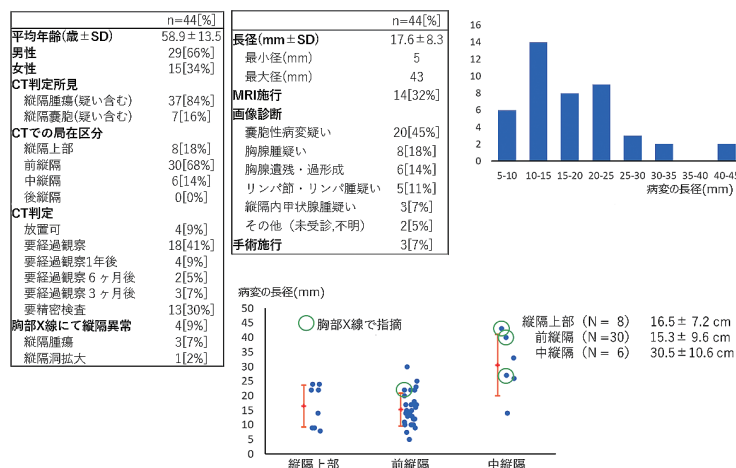 n=44[%]
平均年齢(歳±SD) 58.9±13.5
男性 29[66%]
女性 15[34%]
CT判定所見
縦隔腫瘍(疑い含む) 37[84%]
縦隔嚢胞(疑い含む) 7[16%]
CTでの局在区分
縦隔上部 8[18%]
前縦隔 30[68%]
中縦隔 6[14%]
後縦隔 0[0%]
CT判定
放置可 4[9%]
要経過観察 18[41%]
要経過観察1年後 4[9%]
要経過観察6ヶ月後 2[5%]
要経過観察3ヶ月後 3[7%]
要精密検査 13[30%]
胸部X線にて縦隔異常 4[9%]
縦隔腫瘍 3[7%]
縦隔洞拡大 1[2%]
n=44[%]
長径(mm±SD) 17.6±8.3
最小径(mm) 5
最大径(mm) 43
MRI施行 14[32%]
画像診断
嚢胞性病変疑い 20[45%]
胸腺腫疑い 8[18%]
胸腺遺残・過形成 6[14%]
リンパ節・リンパ腫疑い 5[11%]
縦隔内甲状腺腫疑い 3[7%]
その他（未受診,不明） 2[5%]
手術施行 3[7%]
16
14
12
10
8
6
4
2
0
5-10 10-15 15-20 20-25 25-30 30-35 35-40 40-45
病変の長径(mm)
病変の長径(mm)
50
45
40
35
30
25
20
15
10
5
0
胸部X線で指摘
縦隔上部 前縦隔 中縦隔
縦隔上部（N = 8） 16.5± 7.2 cm
前縦隔（N =30） 15.3± 9.6 cm
中縦隔（N = 6） 30.5±10.6 cm